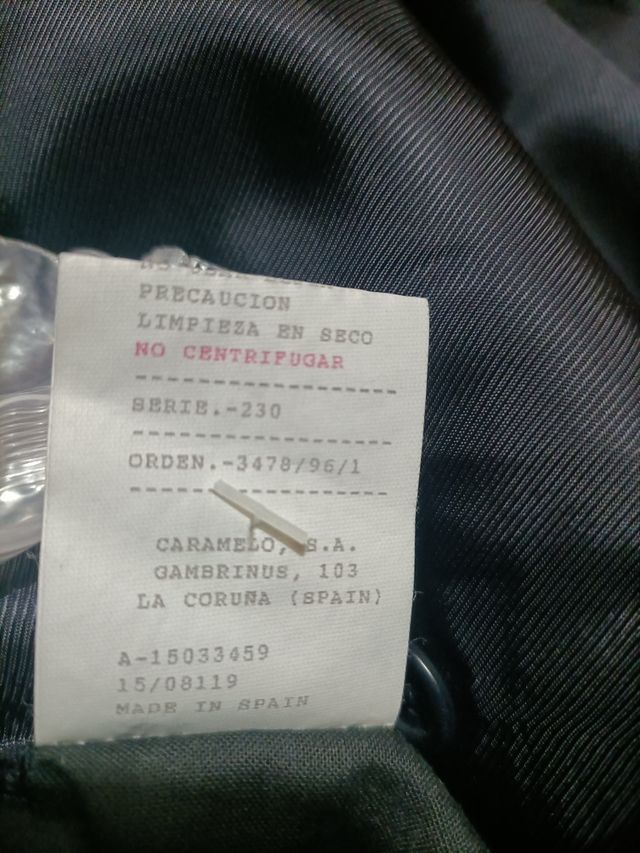 PRECAUCION
LIMPIEZA EN SECO
NO CENTRIFUGAR
SERIE.-230
ORDEN.-3478/96/1
CARAMELO, S.A.
GAMBRINUS, 103
LA CORUÑA (SPAIN)
A-15033459
15/08119
MADE IN SPAIN